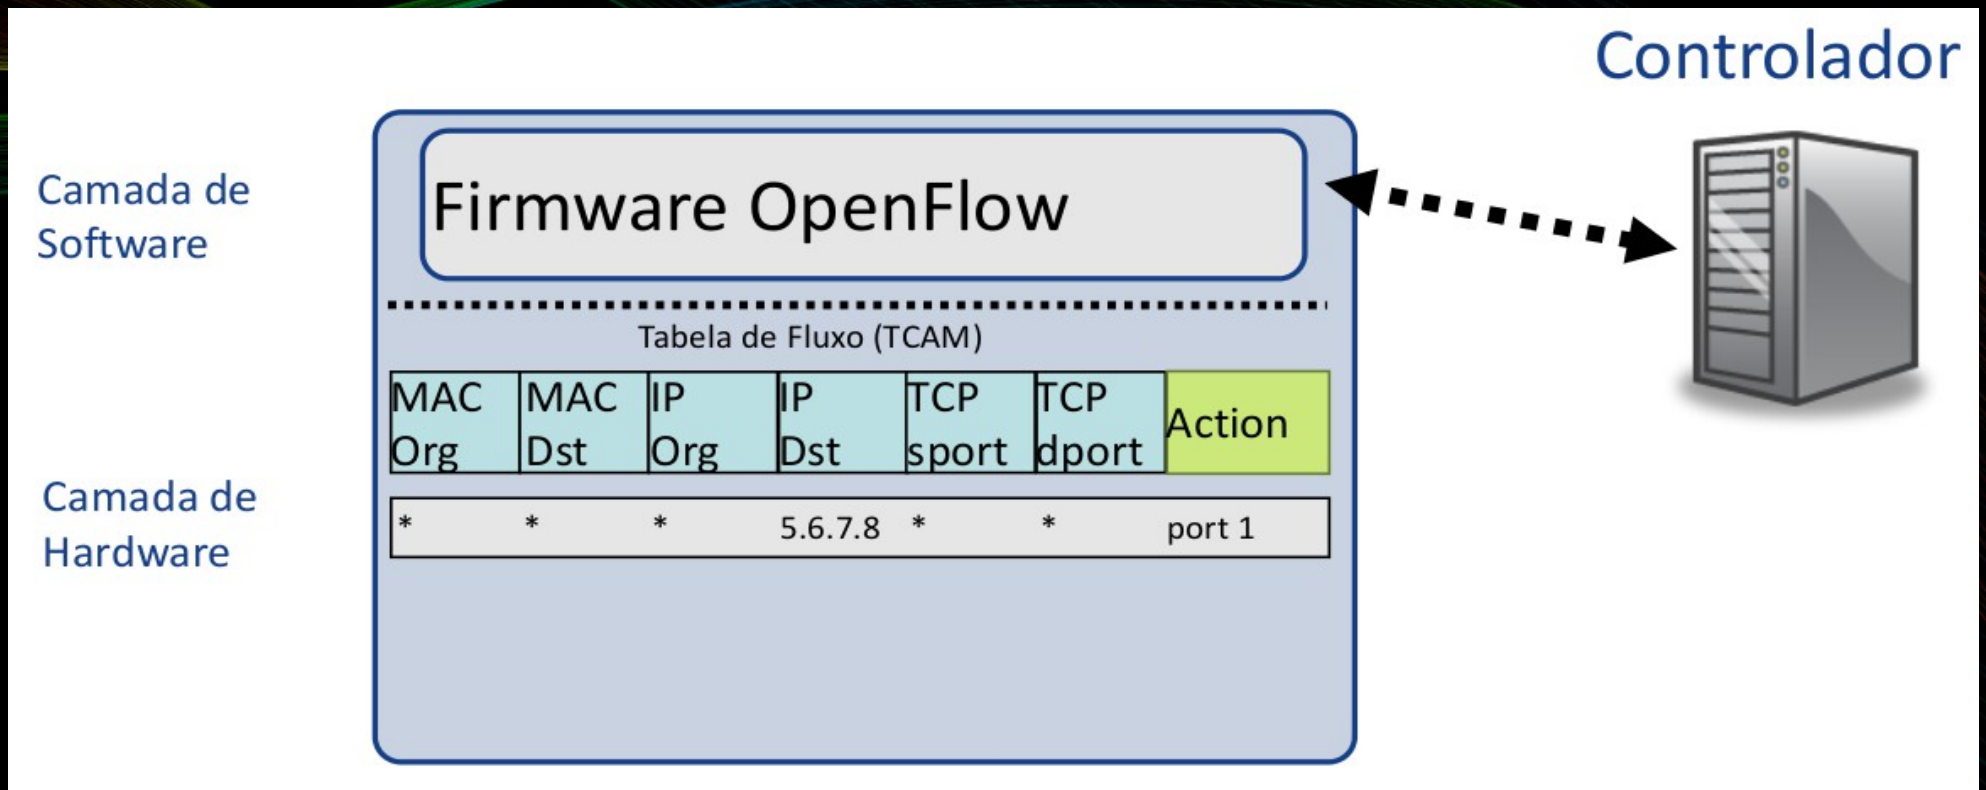 Controlador
Camada de
Software
Firmware OpenFlow
Tabela de Fluxo (TCAM)
MAC Org MAC Dst IP Org IP Dst TCP sport TCP dport Action
Camada de
Hardware
* * * 5.6.7.8 * * port 1